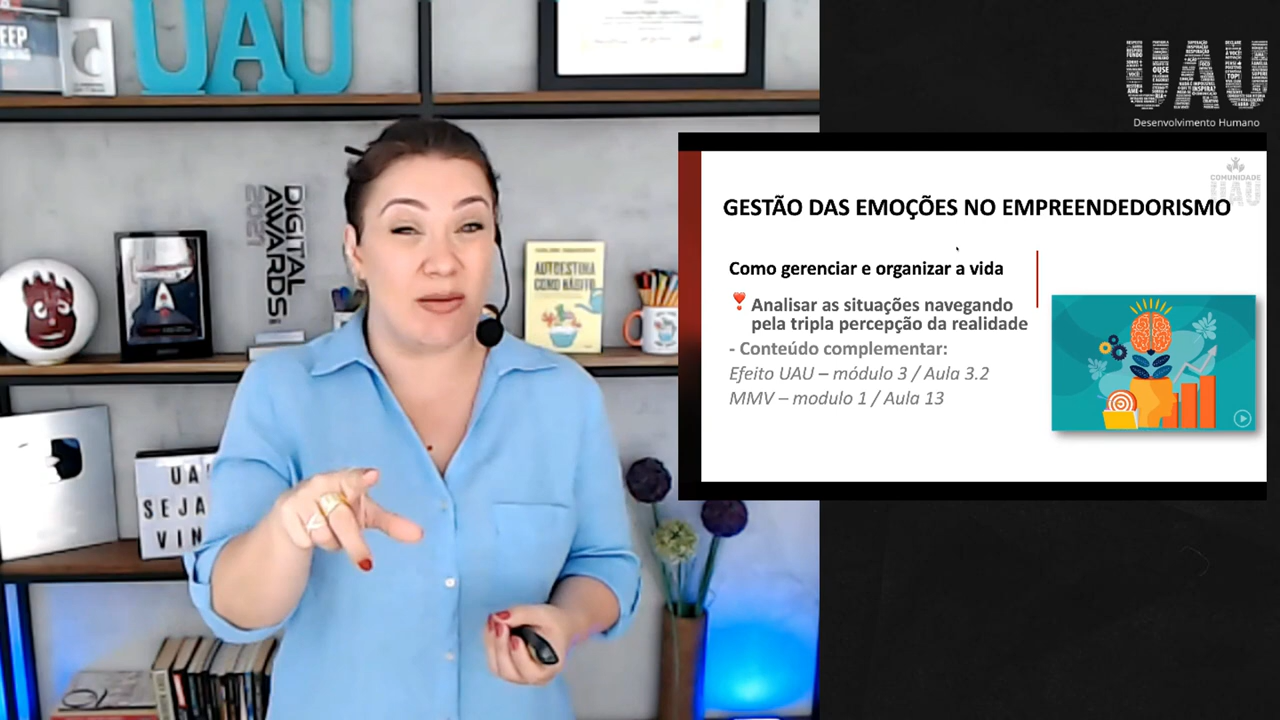 EEP
UAU
DIGITAL
AWARDS
2021
AUTOESTIMA
COMO HÁBITO
UA
SEJA
VIN
UAU
Desenvolvimento Humano
COMUNIDADE
UAU
GESTÃO DAS EMOÇÕES NO EMPREENDEDORISMO
Como gerenciar e organizar a vida
Analisar as situações navegando
pela tripla percepção da realidade
- Conteúdo complementar:
Efeito UAU – módulo 3 / Aula 3.2
MMV – modulo 1 / Aula 13